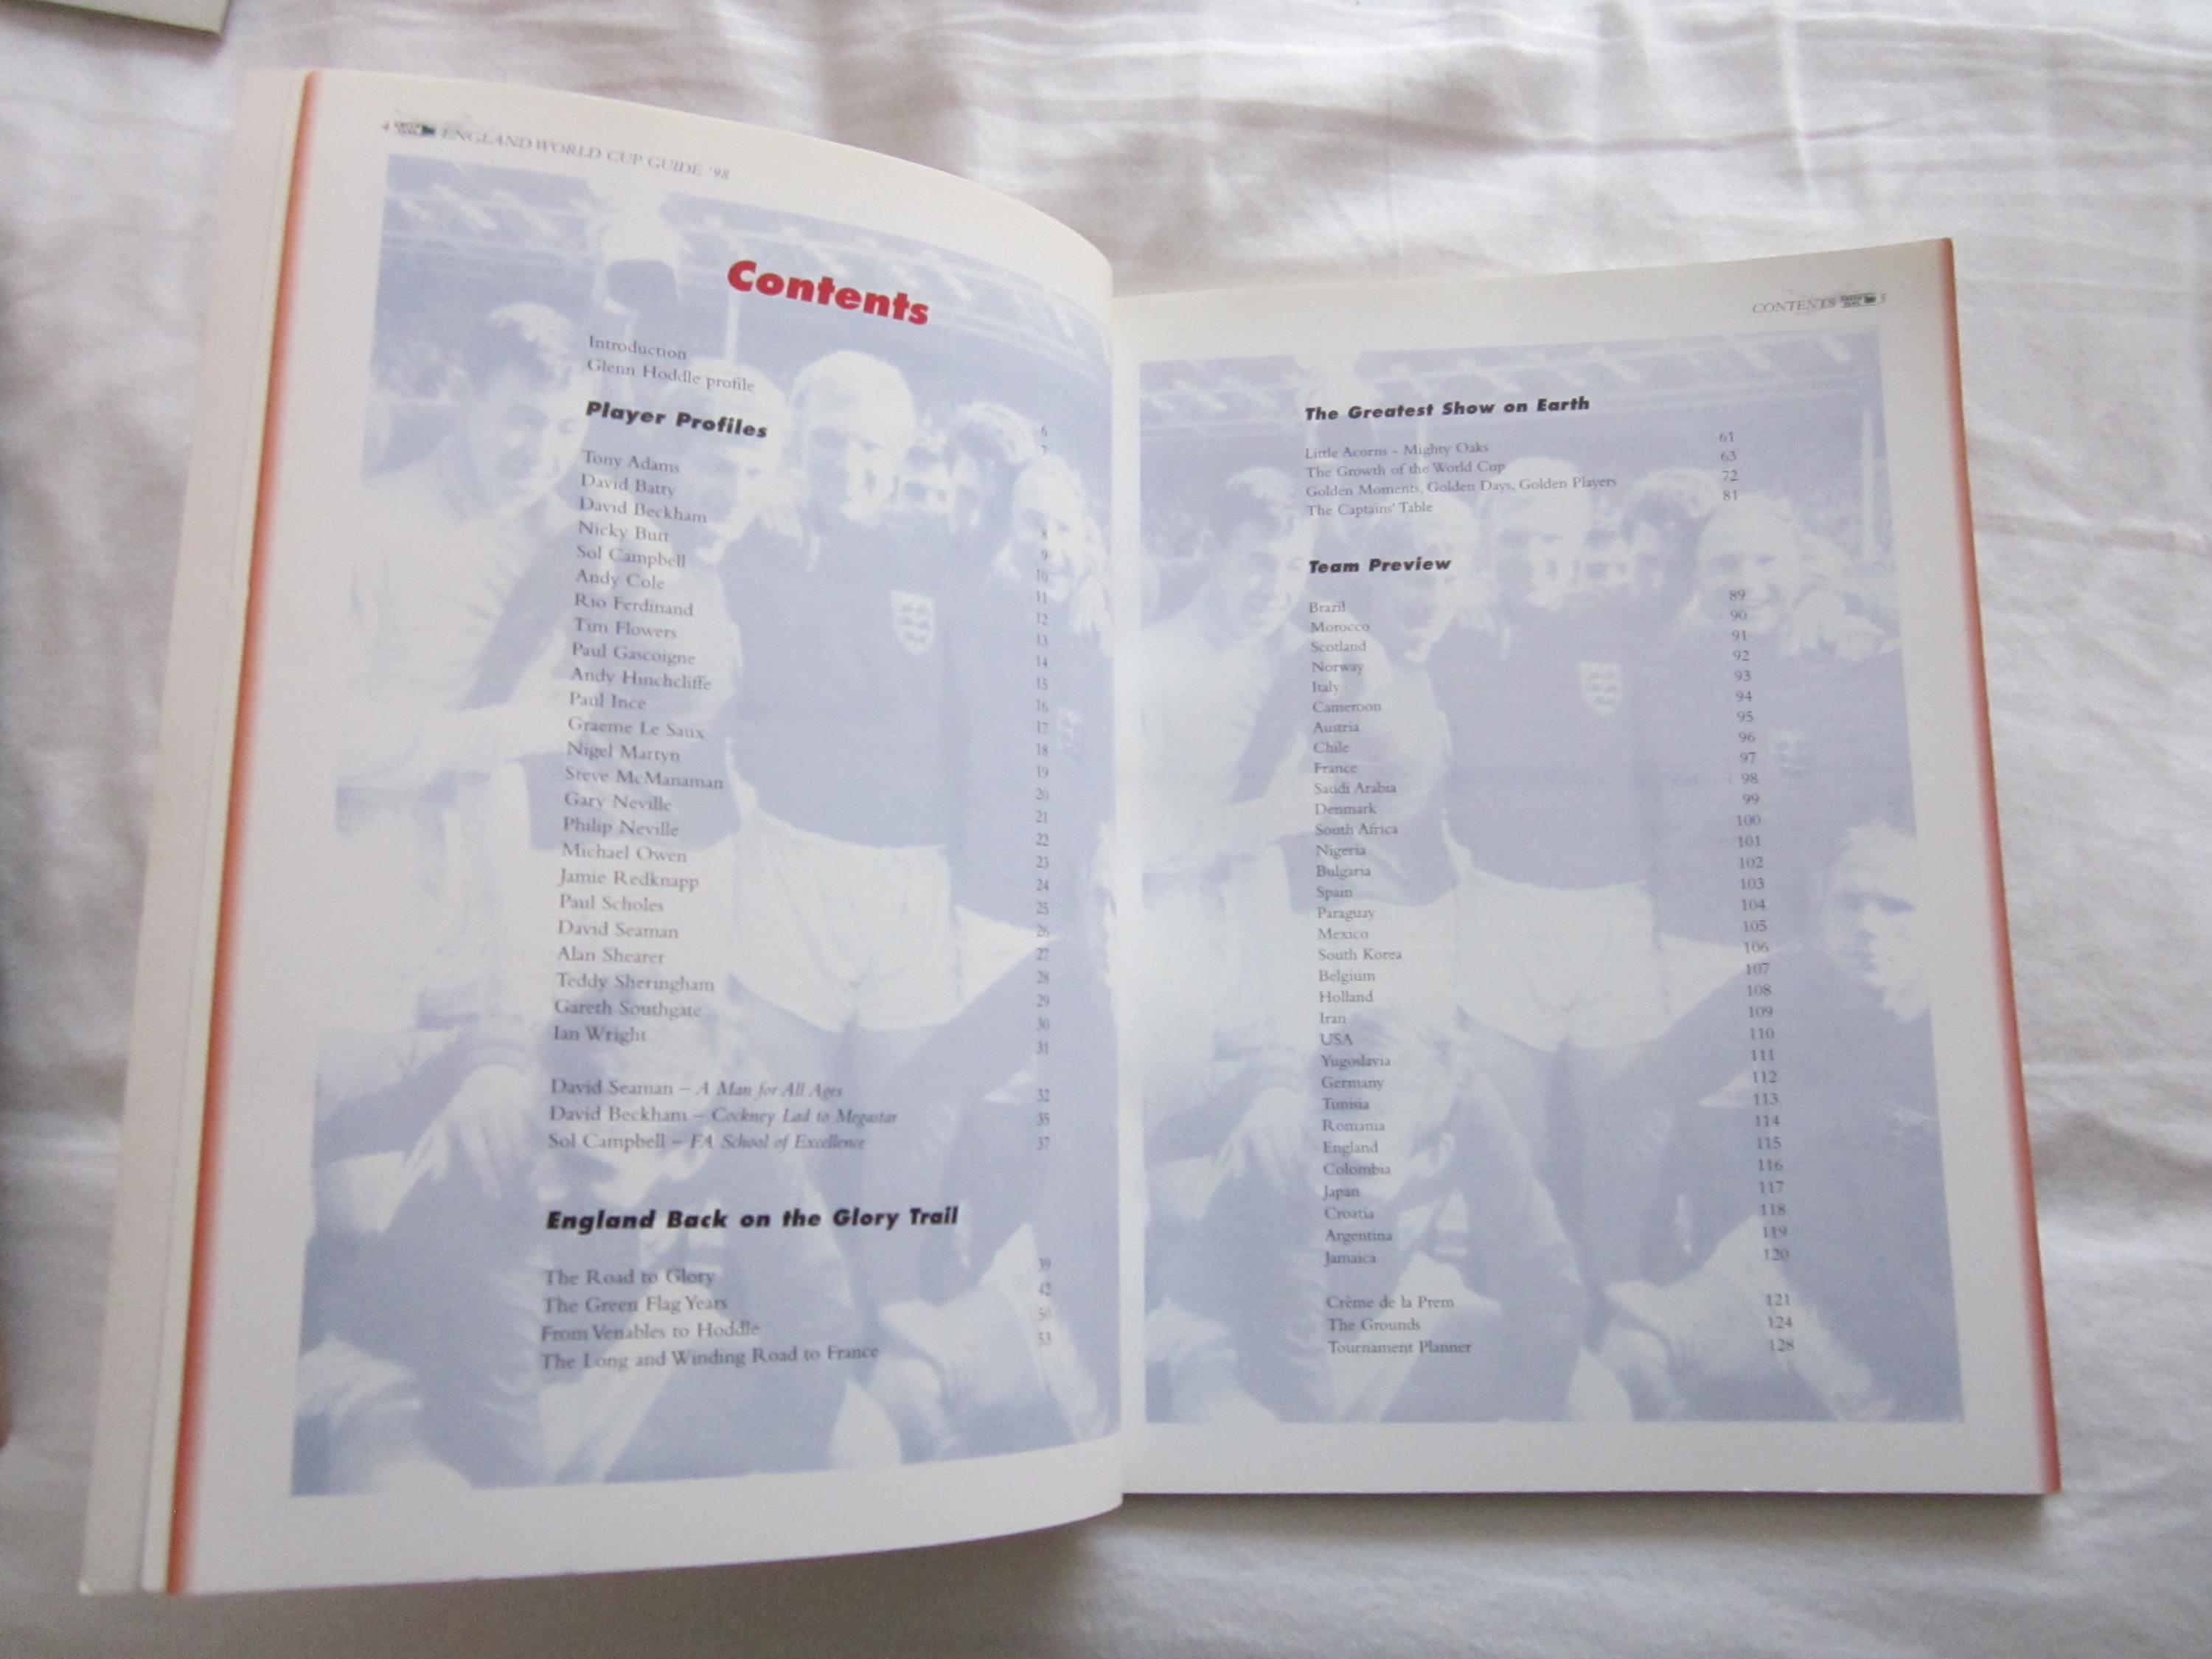 4 ENGLAND WORLD CUP GUIDE '98
Contents
Introduction 6
Glenn Hoddle profile 7
Player Profiles
Tony Adams 8
David Batty 9
David Beckham 10
Nicky Butt 11
Sol Campbell 12
Andy Cole 13
Rio Ferdinand 14
Tim Flowers 15
Paul Gascoigne 16
Andy Hinchcliffe 17
Paul Ince 18
Graeme Le Saux 19
Nigel Martyn 20
Steve McManaman 21
Gary Neville 22
Philip Neville 23
Michael Owen 24
Jamie Redknapp 25
Paul Scholes 26
David Seaman 27
Alan Shearer 28
Teddy Sheringham 29
Gareth Southgate 30
Ian Wright 31
David Seaman – A Man for All Ages 32
David Beckham – Cockney Lad to Megastar 35
Sol Campbell – FA School of Excellence 37
England Back on the Glory Trail
The Road to Glory 39
The Green Flag Years 42
From Venables to Hoddle 50
The Long and Winding Road to France 53
CONTENTS 5
The Greatest Show on Earth
Little Acorns - Mighty Oaks 61
The Growth of the World Cup 63
Golden Moments, Golden Days, Golden Players 72
The Captains' Table 81
Team Preview
Brazil 89
Morocco 90
Scotland 91
Norway 92
Italy 93
Cameroon 94
Austria 95
Chile 96
France 97
Saudi Arabia 98
Denmark 99
South Africa 100
Nigeria 101
Bulgaria 102
Spain 103
Paraguay 104
Mexico 105
South Korea 106
Belgium 107
Holland 108
Iran 109
USA 110
Yugoslavia 111
Germany 112
Tunisia 113
Romania 114
England 115
Colombia 116
Japan 117
Croatia 118
Argentina 119
Jamaica 120
Crème de la Prem 121
The Grounds 124
Tournament Planner 128